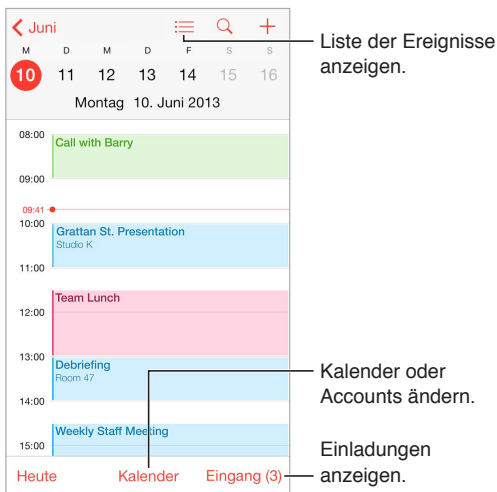 Juni
M D M D F S S
10 11 12 13 14 15 16
Montag 10. Juni 2013
Liste der Ereignisse
anzeigen.
08:00
Call with Barry
09:00
09:41
10:00
Grattan St. Presentation
Studio K
11:00
Team Lunch
12:00
13:00
Debriefing
Room 47
14:00
Weekly Staff Meeting
15:00
Kalender oder
Accounts ändern.
Heute Kalender Eingang (3)
Einladungen
anzeigen.